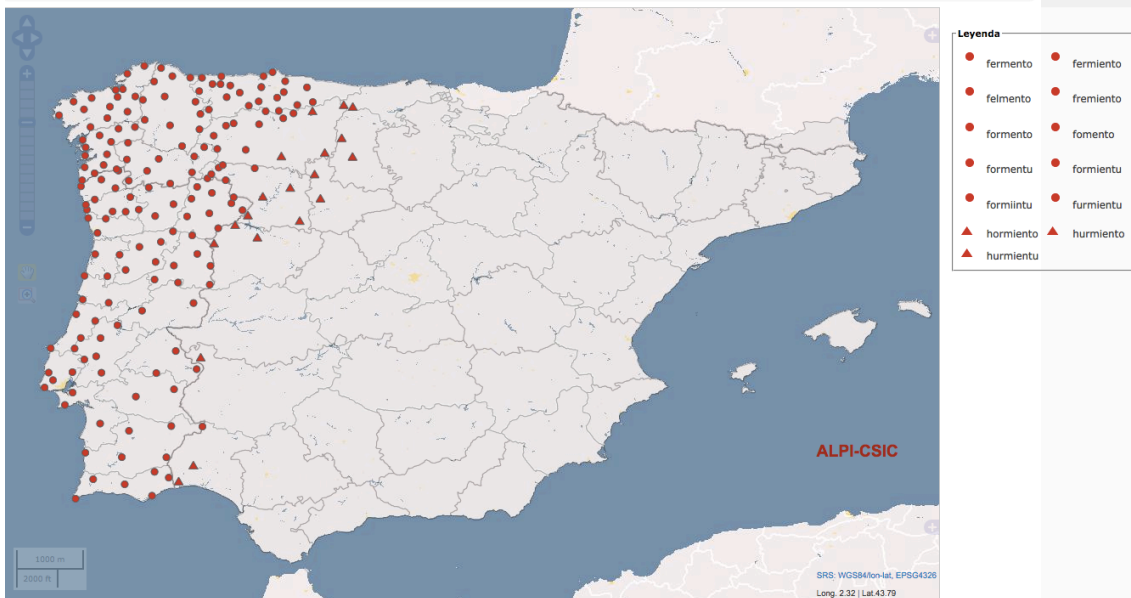 Leyenda
fermento fermiento
felmento fremiento
formento fomento
formentu formientu
formiintu furmientu
hormiento hurmiento
hurmientu
ALPI-CSIC
1000 m
2000 ft
SRS: WGS84/lon-lat, EPSG4326
Long. 2.32 | Lat.43.79